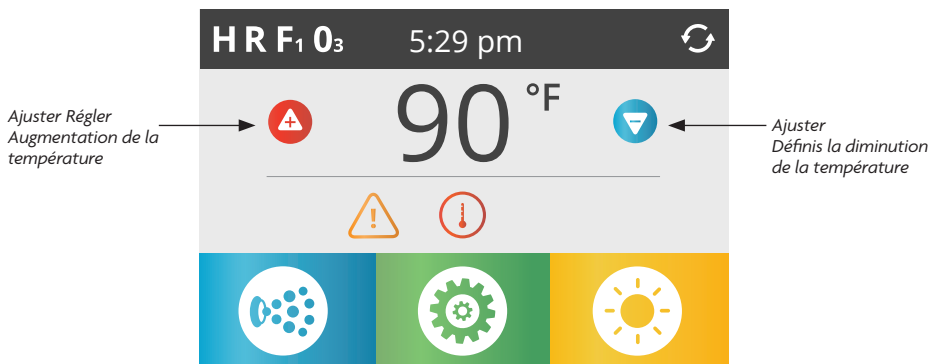 H R F₁ 0₃ 5:29 pm
90 °F
Ajuster Régler
Augmentation de la
température
Ajuster
Définis la diminution
de la température